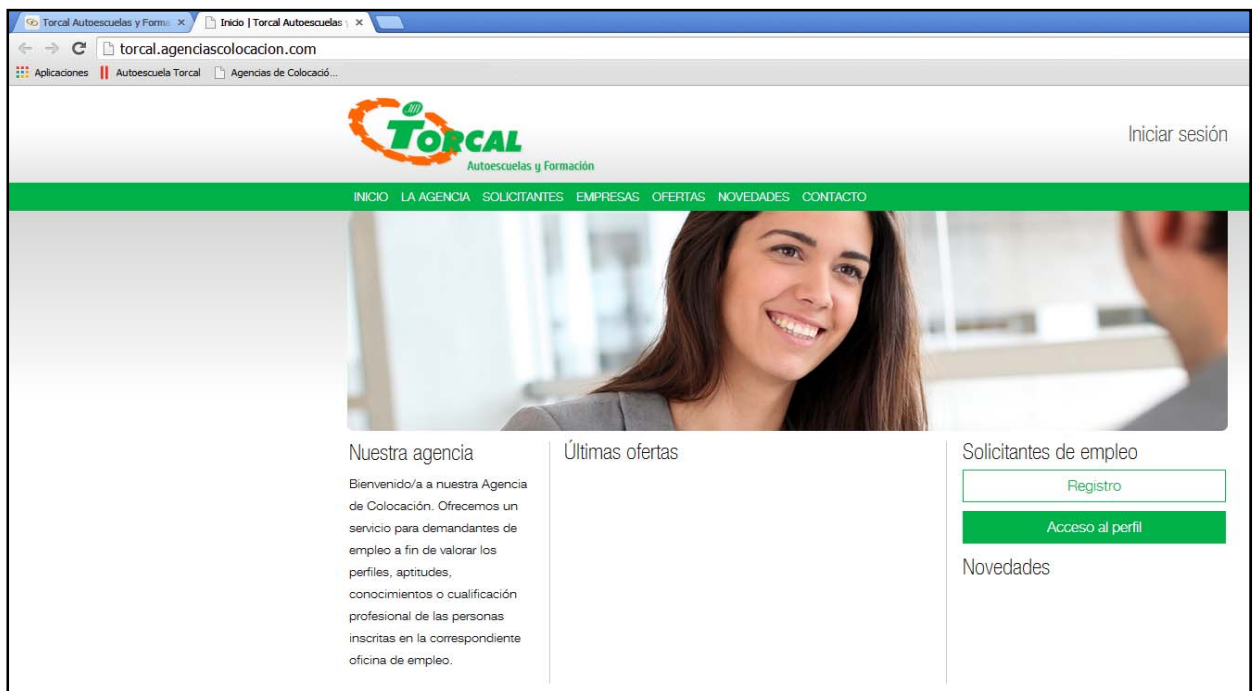 Torcal Autoescuelas y Forma
Inicio | Torcal Autoescuelas y
torcal.agenciascolocacion.com
Aplicaciones
Autoescuela Torcal
Agencias de Colocació...
TORCAL
Autoescuelas y Formación
Iniciar sesión
INICIO LA AGENCIA SOLICITANTES EMPRESAS OFERTAS NOVEDADES CONTACTO
Nuestra agencia
Bienvenido/a a nuestra Agencia
de Colocación. Ofrecemos un
servicio para demandantes de
empleo a fin de valorar los
perfiles, aptitudes,
conocimientos o cualificación
profesional de las personas
inscritas en la correspondiente
oficina de empleo.
Últimas ofertas
Solicitantes de empleo
Registro
Acceso al perfil
Novedades